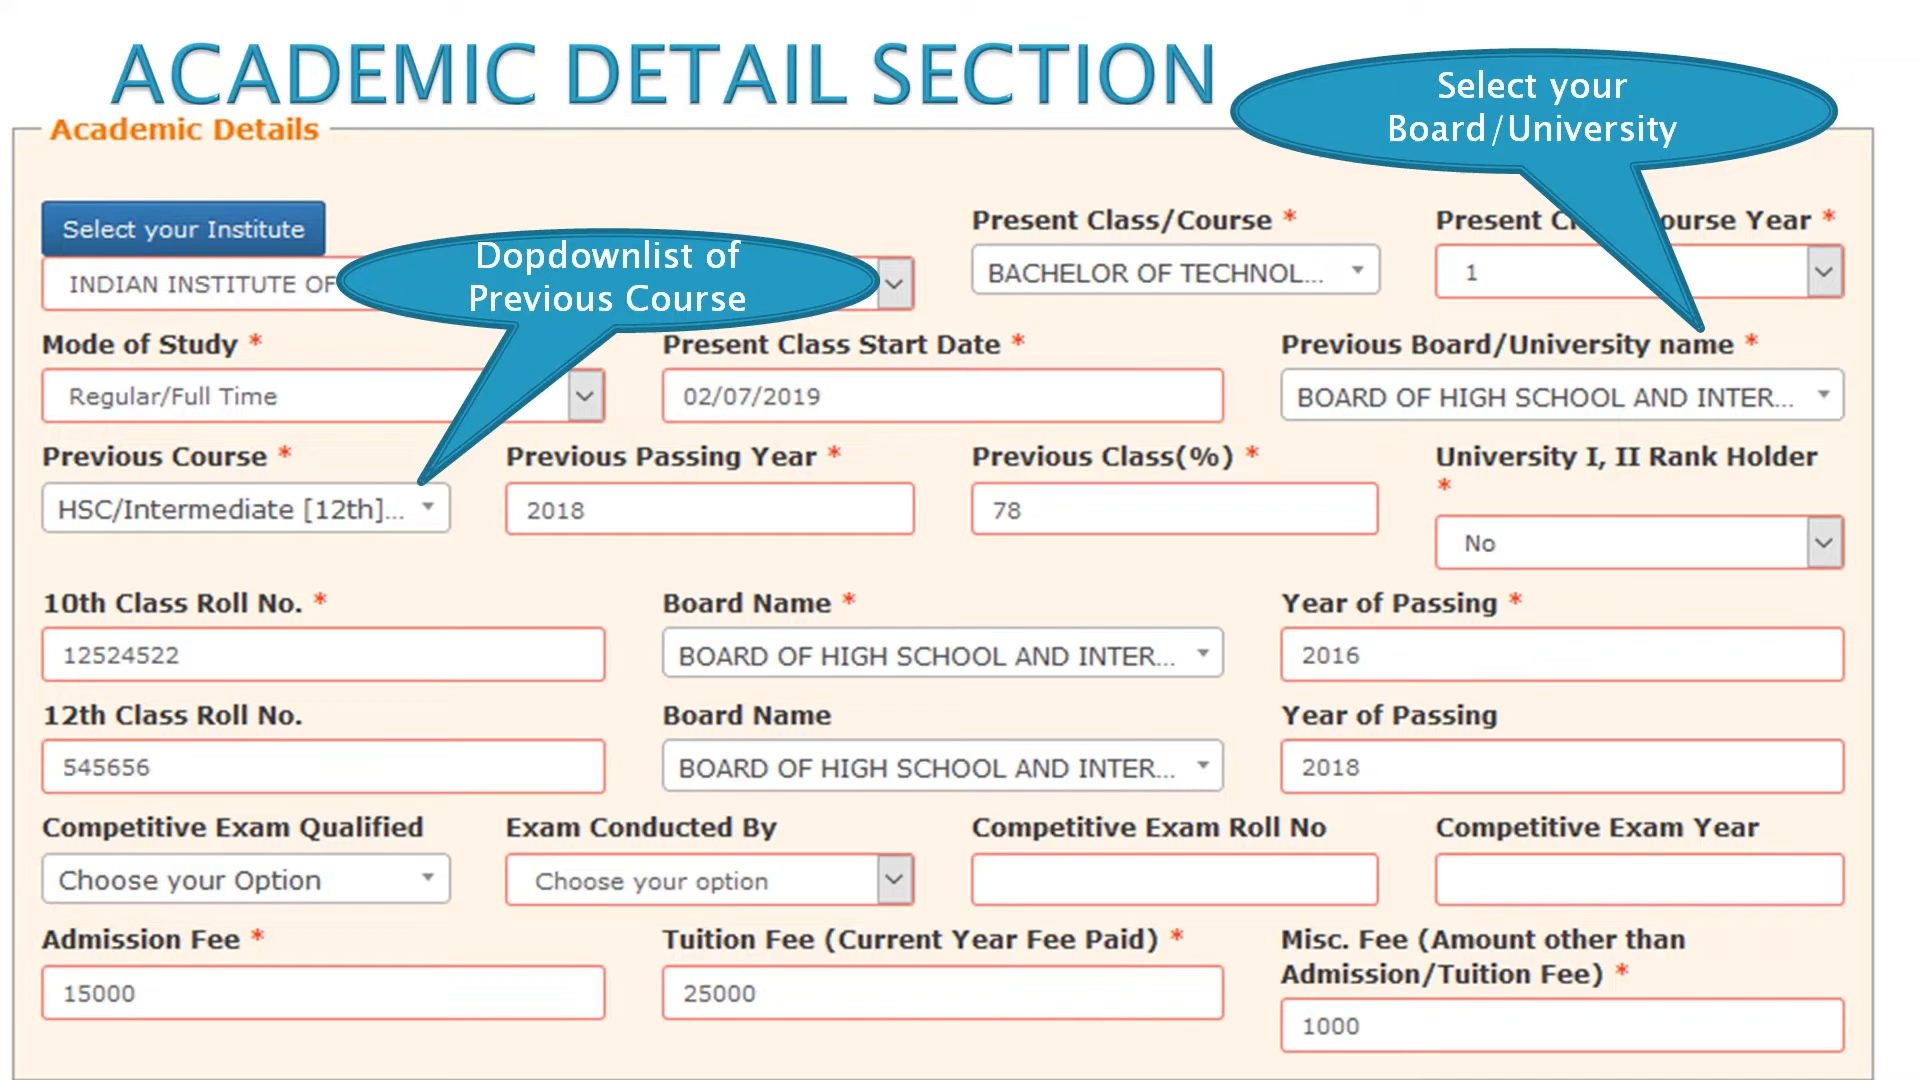 ACADEMIC DETAIL SECTION
Select your
Board/University
Academic Details
Select your Institute
Present Class/Course *
Present Cl ourse Year *
INDIAN INSTITUTE OF
Dopdownlist of
Previous Course
BACHELOR OF TECHNOL...
1
Mode of Study *
Present Class Start Date *
Previous Board/University name *
Regular/Full Time
02/07/2019
BOARD OF HIGH SCHOOL AND INTER...
Previous Course *
Previous Passing Year *
Previous Class(%) *
University I, II Rank Holder
*
HSC/Intermediate [12th]...
2018
78
No
10th Class Roll No. *
Board Name *
Year of Passing *
12524522
BOARD OF HIGH SCHOOL AND INTER...
2016
12th Class Roll No.
Board Name
Year of Passing
545656
BOARD OF HIGH SCHOOL AND INTER...
2018
Competitive Exam Qualified
Exam Conducted By
Competitive Exam Roll No
Competitive Exam Year
Choose your Option
Choose your option
Admission Fee *
Tuition Fee (Current Year Fee Paid) *
Misc. Fee (Amount other than
Admission/Tuition Fee) *
15000
25000
1000